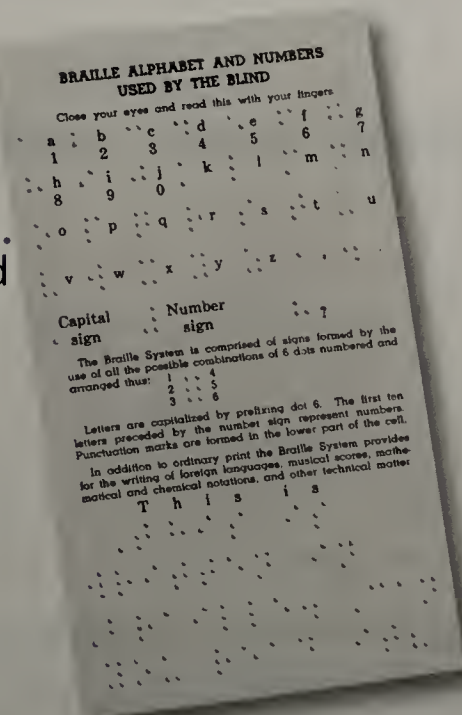 BRAILLE ALPHABET AND NUMBERS
USED BY THE BLIND
Close your eyes and read this with your fingers
a b c d e f g
1 2 3 4 5 6 7
h i j k l m n
8 9 0
o p q r s t u
v w x y z , 
Capital Number ?
sign sign
The Braille System is comprised of signs formed by the
use of all the possible combinations of 6 dots numbered and
arranged thus: 1 4
2 5
3 6
Letters are capitalized by prefixing dot 6. The first ten
letters preceded by the number sign represent numbers.
Punctuation marks are formed in the lower part of the cell.
In addition to ordinary print the Braille System provides
for the writing of foreign languages, musical scores, mathe-
matical and chemical notations, and other technical matter
T h i s i s